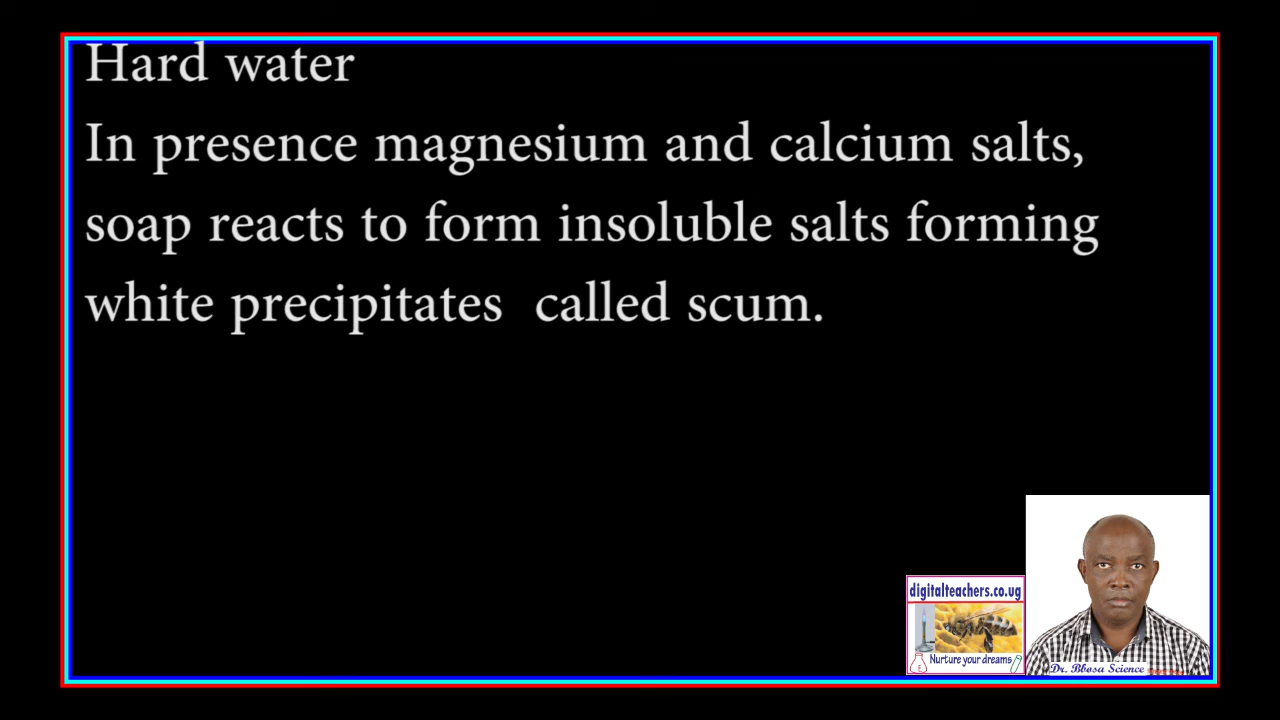 Hard water
In presence magnesium and calcium salts,
soap reacts to form insoluble salts forming
white precipitates called scum.
digitalteachers.co.ug
Nurture your dreams
Dr. Bbosa Science